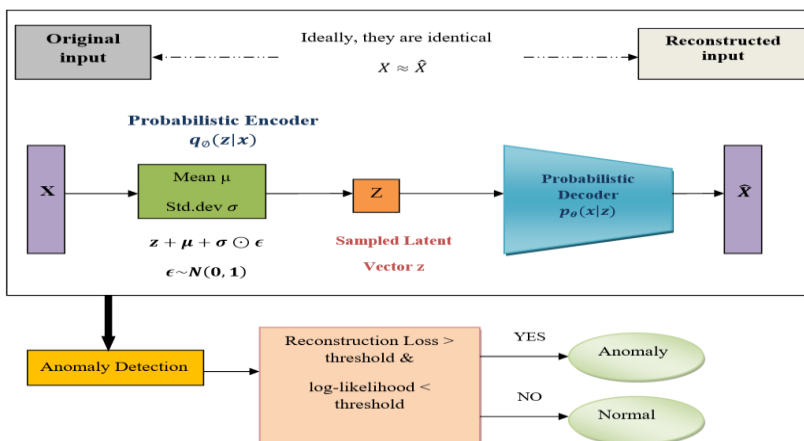 Original
input
Ideally, they are identical
X ≈ X̂
Reconstructed
input
Probabilistic Encoder
q∅(z|x)
X
Mean μ
Std.dev σ
Z
Probabilistic
Decoder
pθ(x|z)
X̂
z + μ + σ ⊙ ϵ
ϵ~N(0, 1)
Sampled Latent
Vector z
Anomaly Detection
Reconstruction Loss >
threshold &
log-likelihood <
threshold
YES
Anomaly
NO
Normal